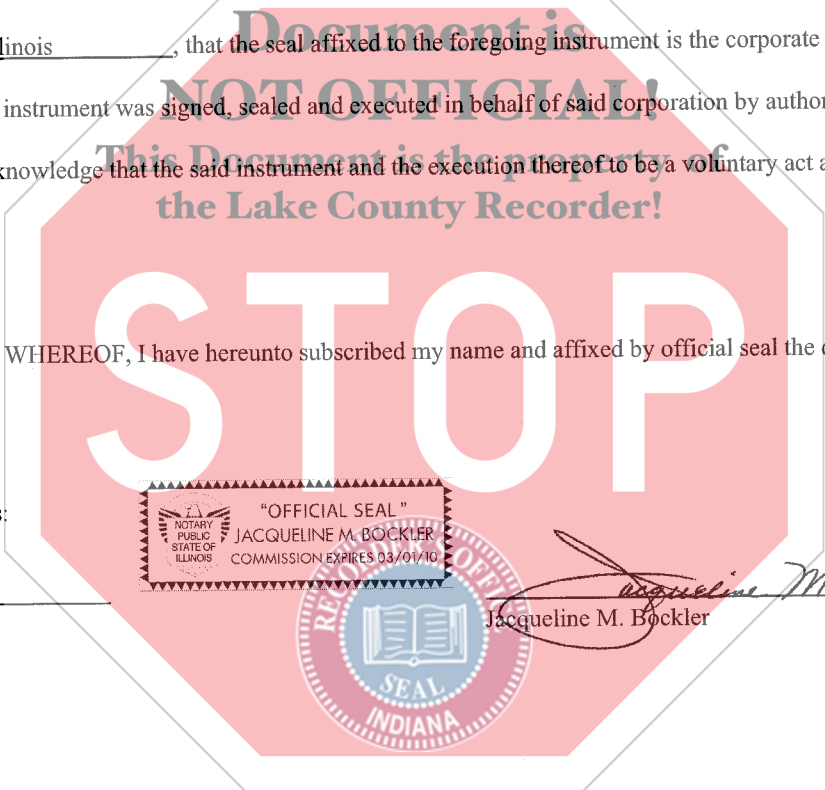 Document is
linois, that the seal affixed to the foregoing instrument is the corporate
NOT OFFICIAL!
instrument was signed, sealed and executed in behalf of said corporation by author
This Document is the property of
knowledge that the said instrument and the execution thereof to be a voluntary act a
the Lake County Recorder!
STOP
WHEREOF, I have hereunto subscribed my name and affixed by official seal the
s:
"OFFICIAL SEAL"
NOTARY
PUBLIC
STATE OF
ILLINOIS
JACQUELINE M. BOCKLER
COMMISSION EXPIRES 03/01/10
Jacqueline M
Jacqueline M. Bockler
RECORDER'S OFFICE
SEAL
INDIANA